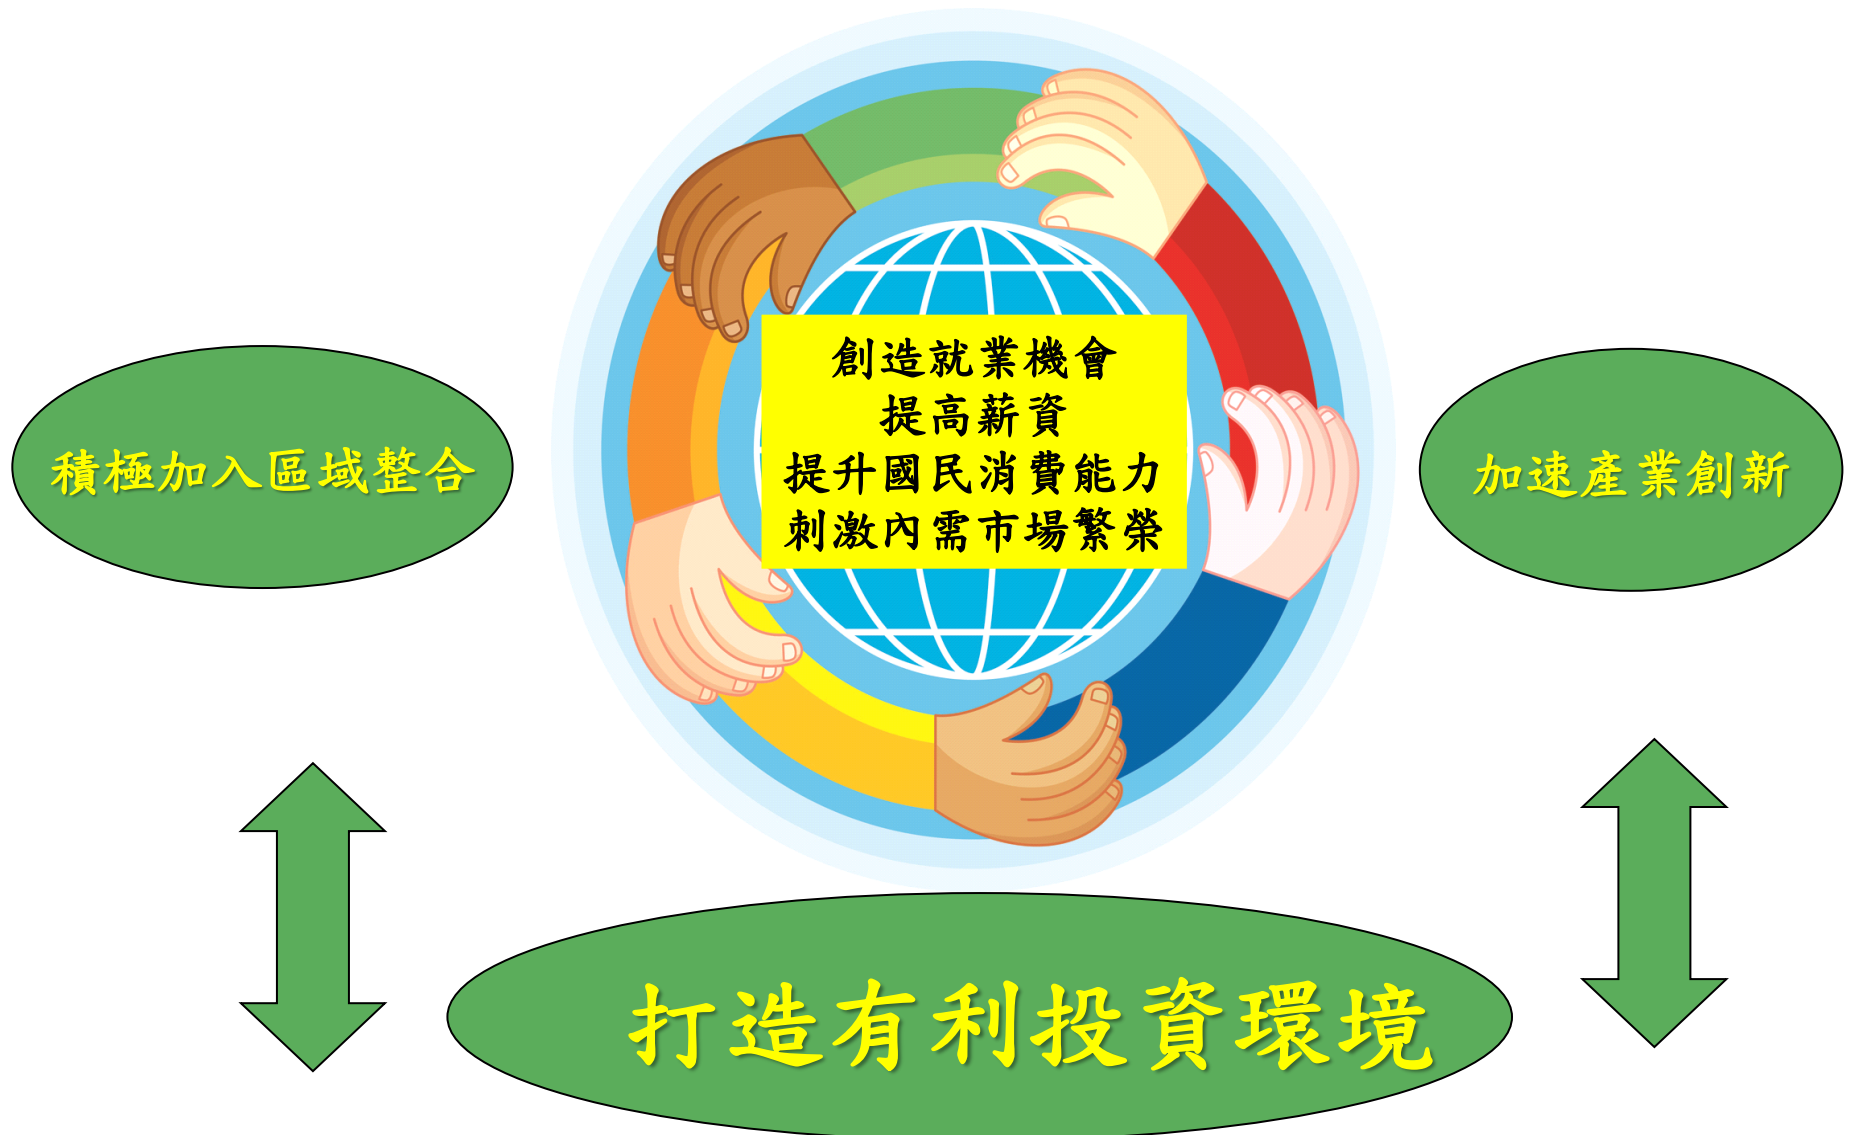 創造就業機會
提高薪資
提升國民消費能力
刺激內需市場繁榮
積極加入區域整合
加速產業創新
打造有利投資環境